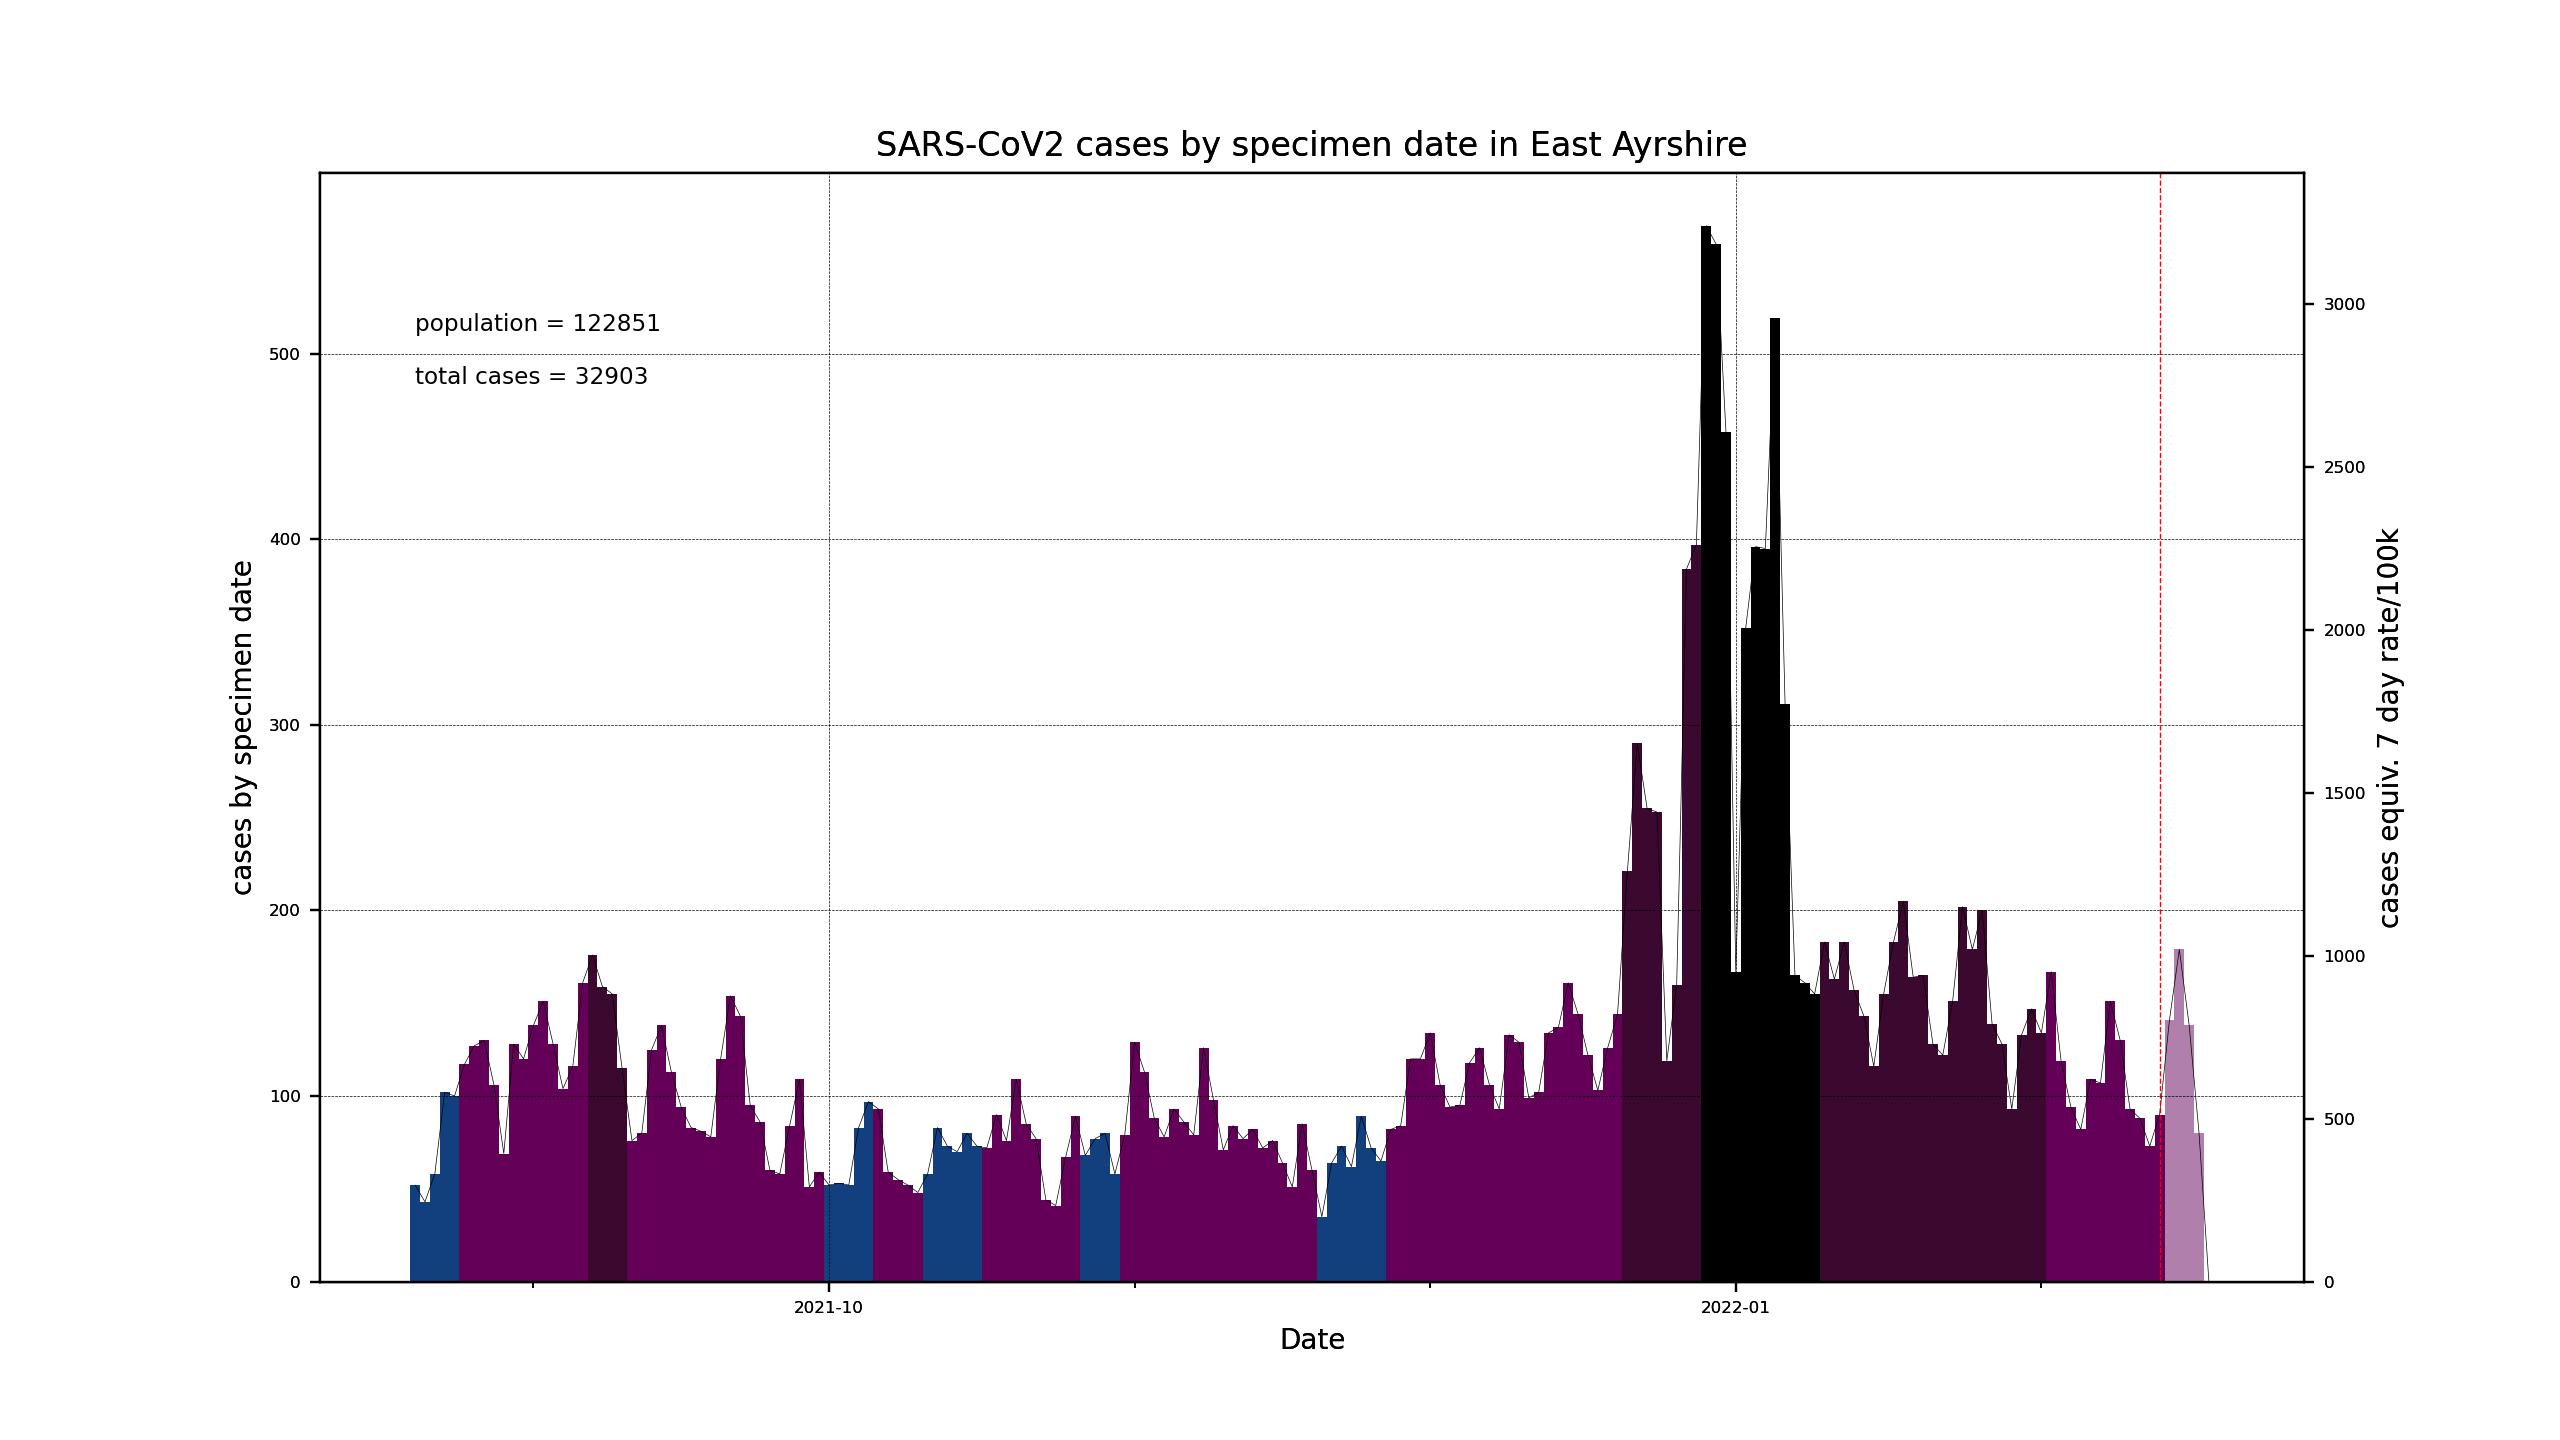 SARS-CoV2 cases by specimen date in East Ayrshire
population = 122851
total cases = 32903
cases by specimen date
500
400
300
200
100
0
3000
2500
2000
1500
1000
500
0
cases equiv. 7 day rate/100k
2021-10
2022-01
Date